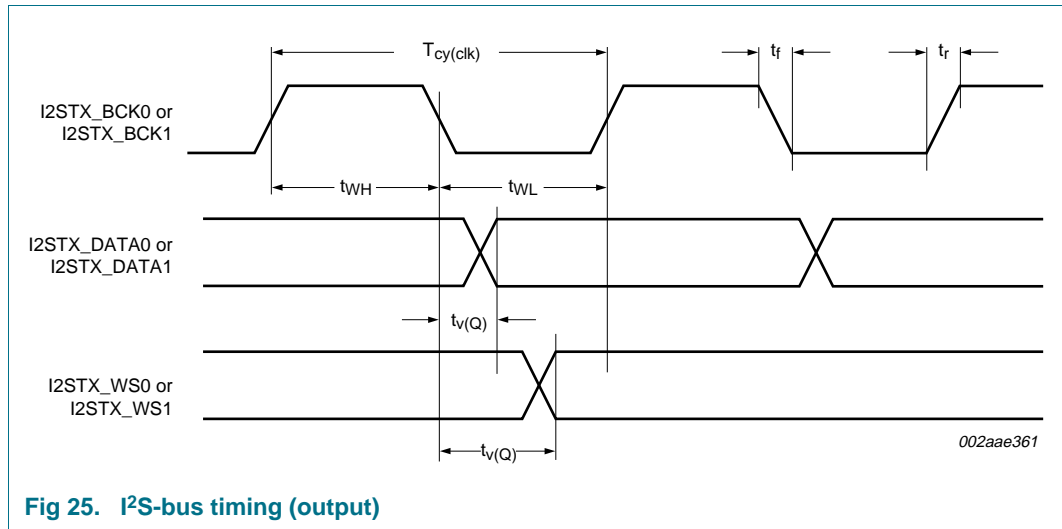 T_cy(clk)
t_f
t_r
I2STX_BCK0 or
I2STX_BCK1
t_WH
t_WL
I2STX_DATA0 or
I2STX_DATA1
t_v(Q)
I2STX_WS0 or
I2STX_WS1
t_v(Q)
002aae361
Fig 25. I²S-bus timing (output)